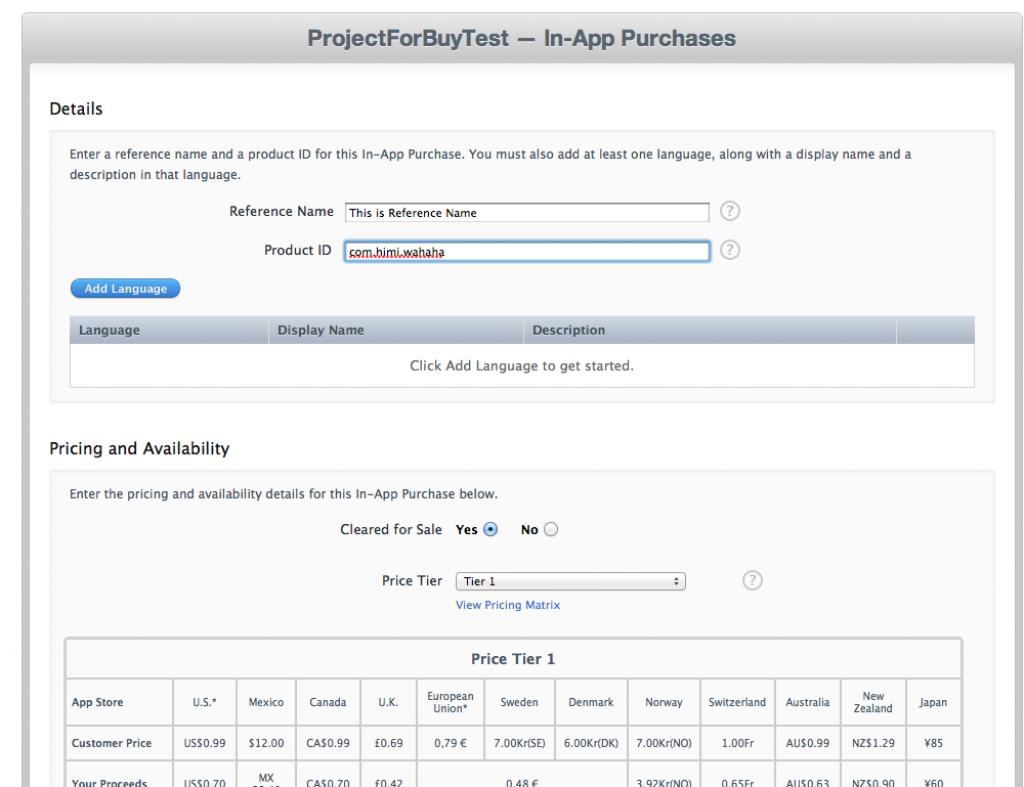 ProjectForBuyTest — In-App Purchases
Details
Enter a reference name and a product ID for this In-App Purchase. You must also add at least one language, along with a display name and a
description in that language.
Reference Name This is Reference Name ?
Product ID com.himi.wahaha ?
Add Language
Language Display Name Description
Click Add Language to get started.
Pricing and Availability
Enter the pricing and availability details for this In-App Purchase below.
Cleared for Sale Yes No
Price Tier Tier 1 ?
View Pricing Matrix
Price Tier 1
App Store U.S.* Mexico Canada U.K. European Union* Sweden Denmark Norway Switzerland Australia New Zealand Japan
Customer Price US$0.99 $12.00 CA$0.99 £0.69 0,79 € 7.00Kr(SE) 6.00Kr(DK) 7.00Kr(NO) 1.00Fr AU$0.99 NZ$1.29 ¥85
Your Proceeds US$0.70 MX CA$0.70 £0.42 0.48 € 3.92Kr(NO) 0.65Fr AU$0.63 NZ$0.90 ¥60